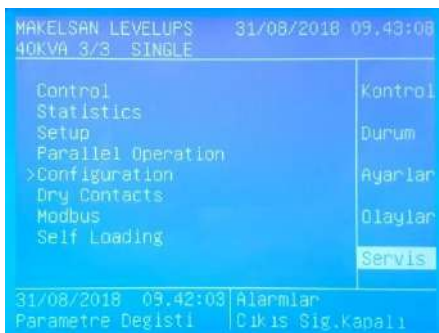 MAKELSAN LEVELUPS 31/08/2018 09.43:08
40KVA 3/3 SINGLE
Control
Statistics
Setup
Parallel Operation
>Configuration
Dry Contacts
Modbus
Self Loading
Kontrol
Durum
Ayarlar
Olaylar
Servis
31/08/2018 09.42:03
Parametre Degisti
Alarmlar
Cikis Sig.Kapali